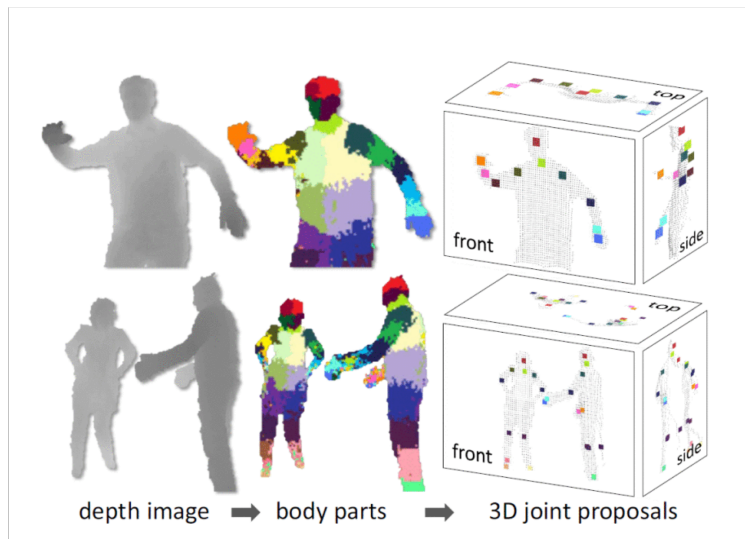 top
front
side
top
front
side
depth image
body parts
3D joint proposals